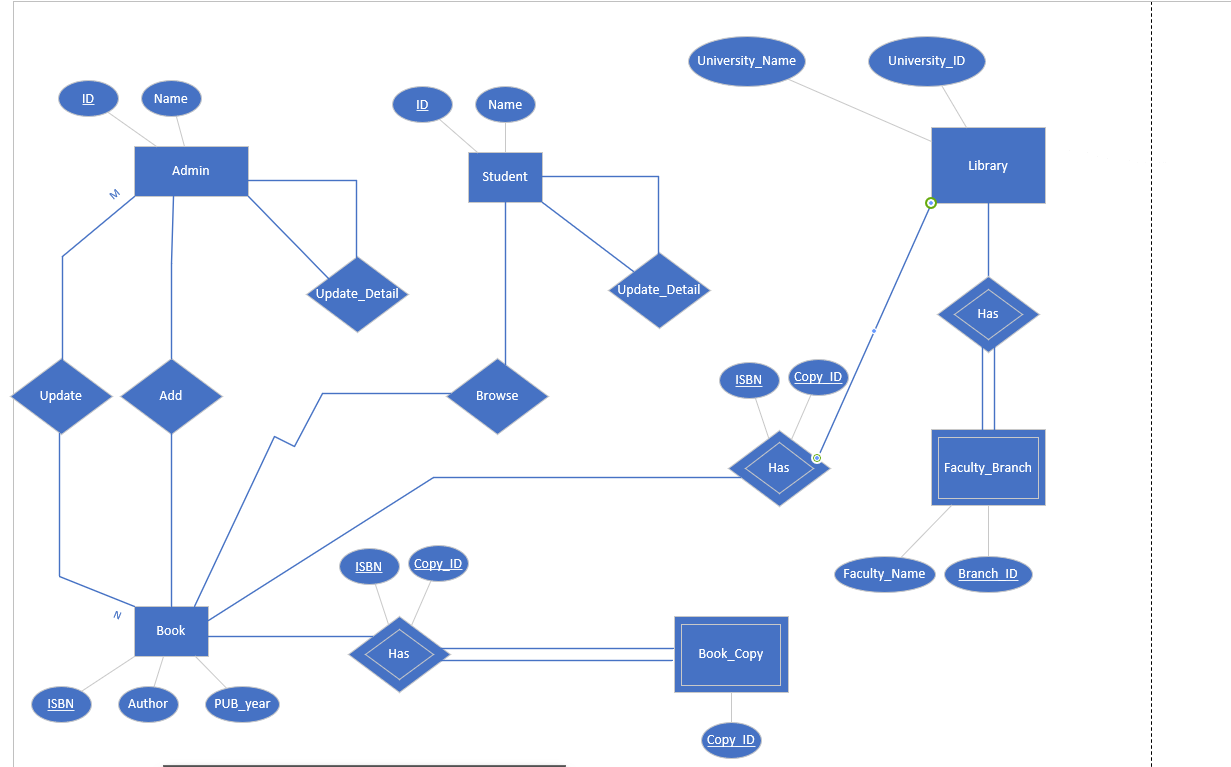 University_Name
University_ID
ID
Name
ID
Name
Admin
Student
Library
M
Update_Detail
Update_Detail
Has
Update
Add
Browse
ISBN
Copy_ID
Has
Faculty_Branch
ISBN
Copy_ID
Faculty_Name
Branch_ID
N
Book
Has
Book_Copy
ISBN
Author
PUB_year
Copy_ID